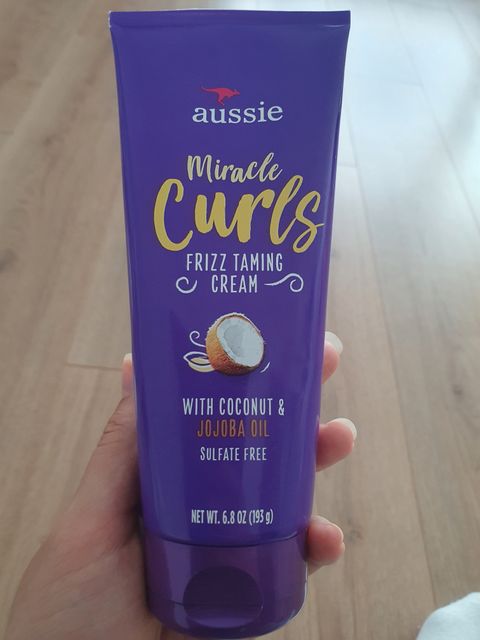 aussie
Miracle
Curls
FRIZZ TAMING
CREAM
WITH COCONUT &
JOJOBA OIL
SULFATE FREE
NET WT. 6.8 OZ (193 g)